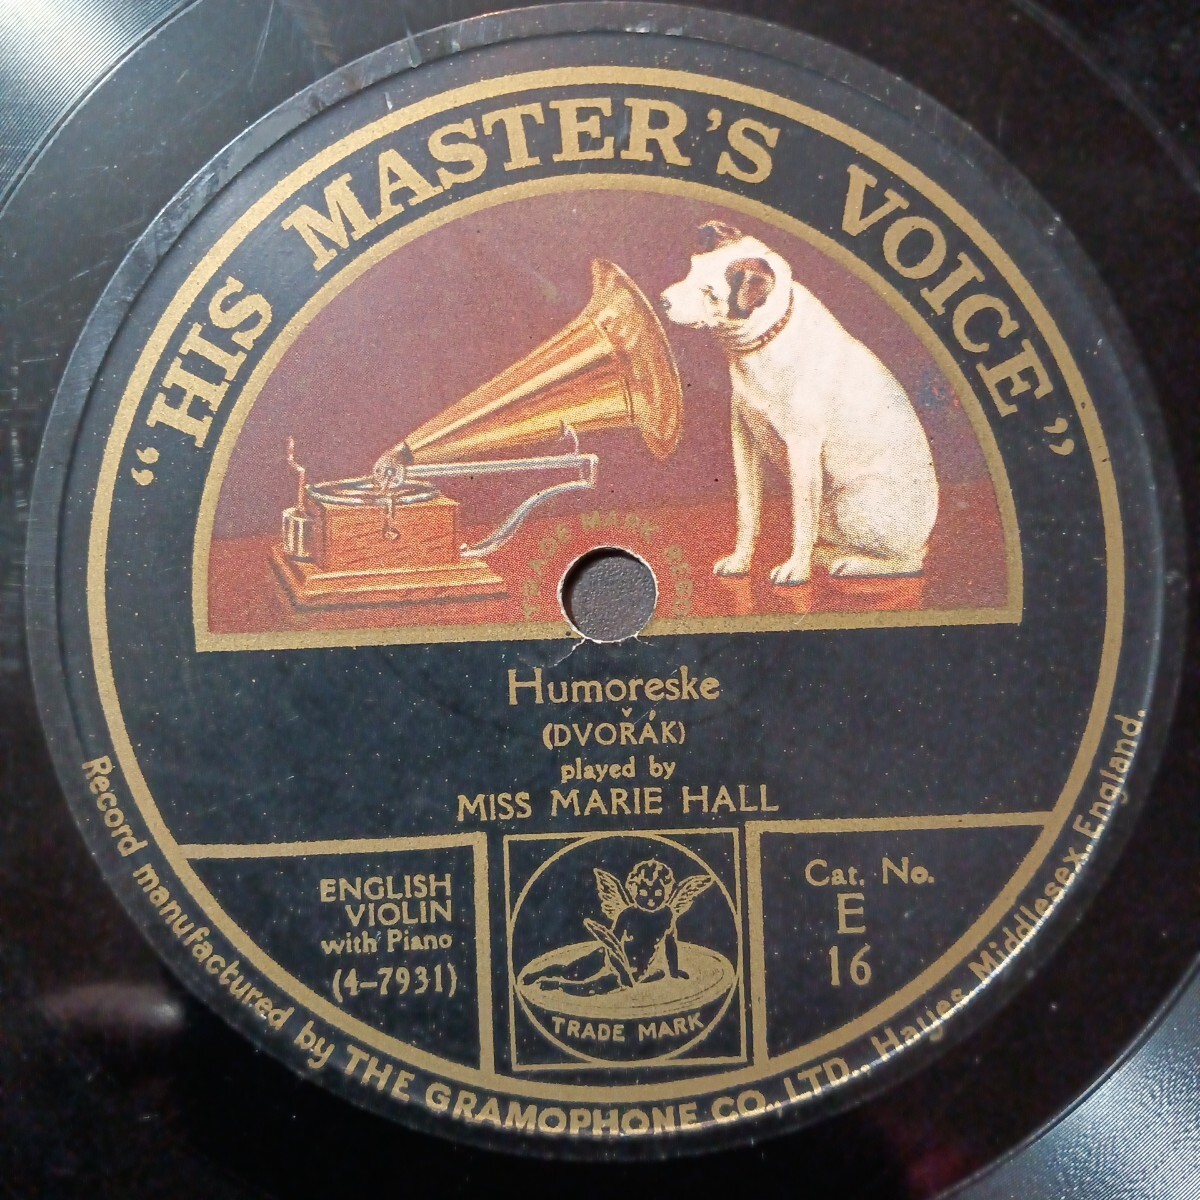 "HIS MASTER'S VOICE"
TRADE MARK
Humoreske
(DVOŘÁK)
played by
MISS MARIE HALL
ENGLISH
VIOLIN
with Piano
(4-7931)
TRADE MARK
Cat. No.
E
16
Record manufactured by THE GRAMOPHONE CO., LTD., Hayes, Middlesex, England.